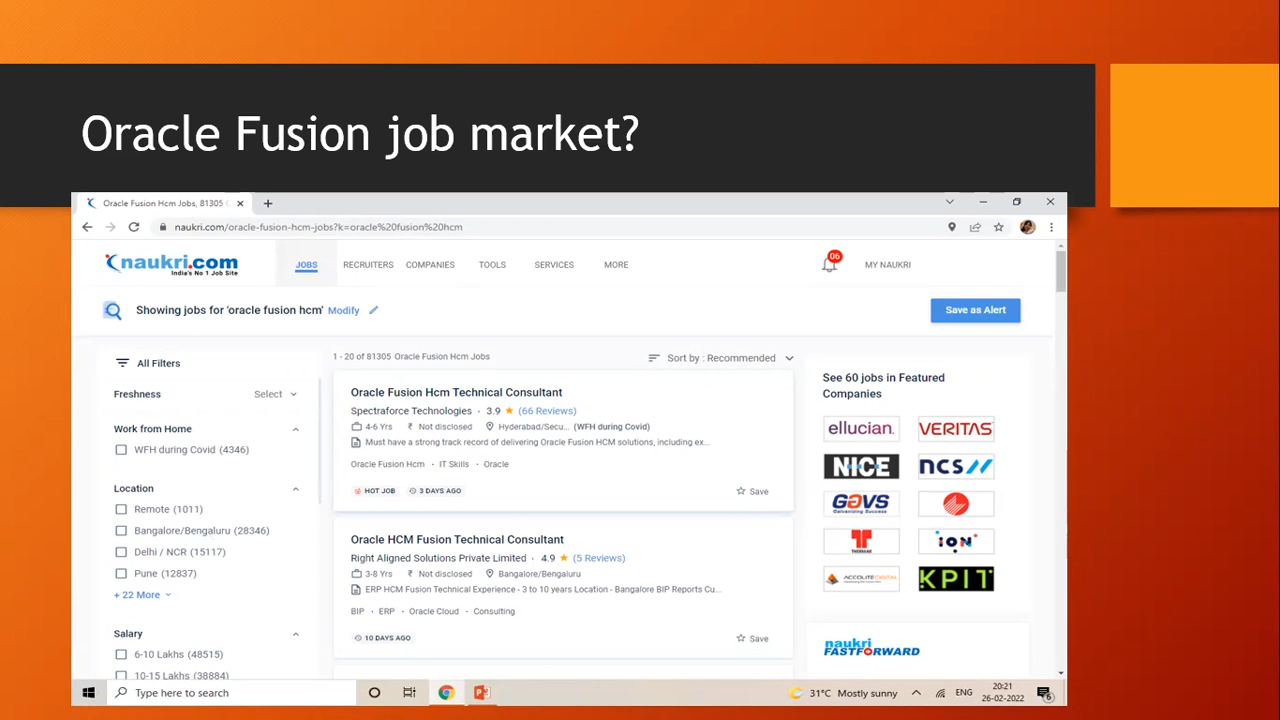 Oracle Fusion job market?
Oracle Fusion Hcm Jobs, 81305
naukri.com/oracle-fusion-hcm-jobs?k=oracle%20fusion%20hcm
naukri.com
India's No 1 Job Site
JOBS
RECRUITERS
COMPANIES
TOOLS
SERVICES
MORE
06
MY NAUKRI
Showing jobs for 'oracle fusion hcm' Modify
Save as Alert
All Filters
Freshness
Select
Work from Home
WFH during Covid (4346)
Location
Remote (1011)
Bangalore/Bengaluru (28346)
Delhi / NCR (15117)
Pune (12837)
+ 22 More
Salary
6-10 Lakhs (48515)
10-15 Lakhs (38884)
1 - 20 of 81305 Oracle Fusion Hcm Jobs
Sort by : Recommended
Oracle Fusion Hcm Technical Consultant
Spectraforce Technologies · 3.9 ★ (66 Reviews)
4-6 Yrs ₹ Not disclosed Hyderabad/Secu... (WFH during Covid)
Must have a strong track record of delivering Oracle Fusion HCM solutions, including ex...
Oracle Fusion Hcm · IT Skills · Oracle
HOT JOB 3 DAYS AGO
Save
Oracle HCM Fusion Technical Consultant
Right Aligned Solutions Private Limited · 4.9 ★ (5 Reviews)
3-8 Yrs ₹ Not disclosed Bangalore/Bengaluru
ERP HCM Fusion Technical Experience - 3 to 10 years Location - Bangalore BIP Reports Cu...
BIP · ERP · Oracle Cloud · Consulting
10 DAYS AGO
Save
See 60 jobs in Featured
Companies
ellucian.
VERITAS
NICE
NCS//
GAVS
Galvanizing Success
THERMAX
iON
ACCOLITE DIGITAL
KPIT
naukri
FASTFORWARD
Type here to search
31°C Mostly sunny
ENG
20:21
26-02-2022
6